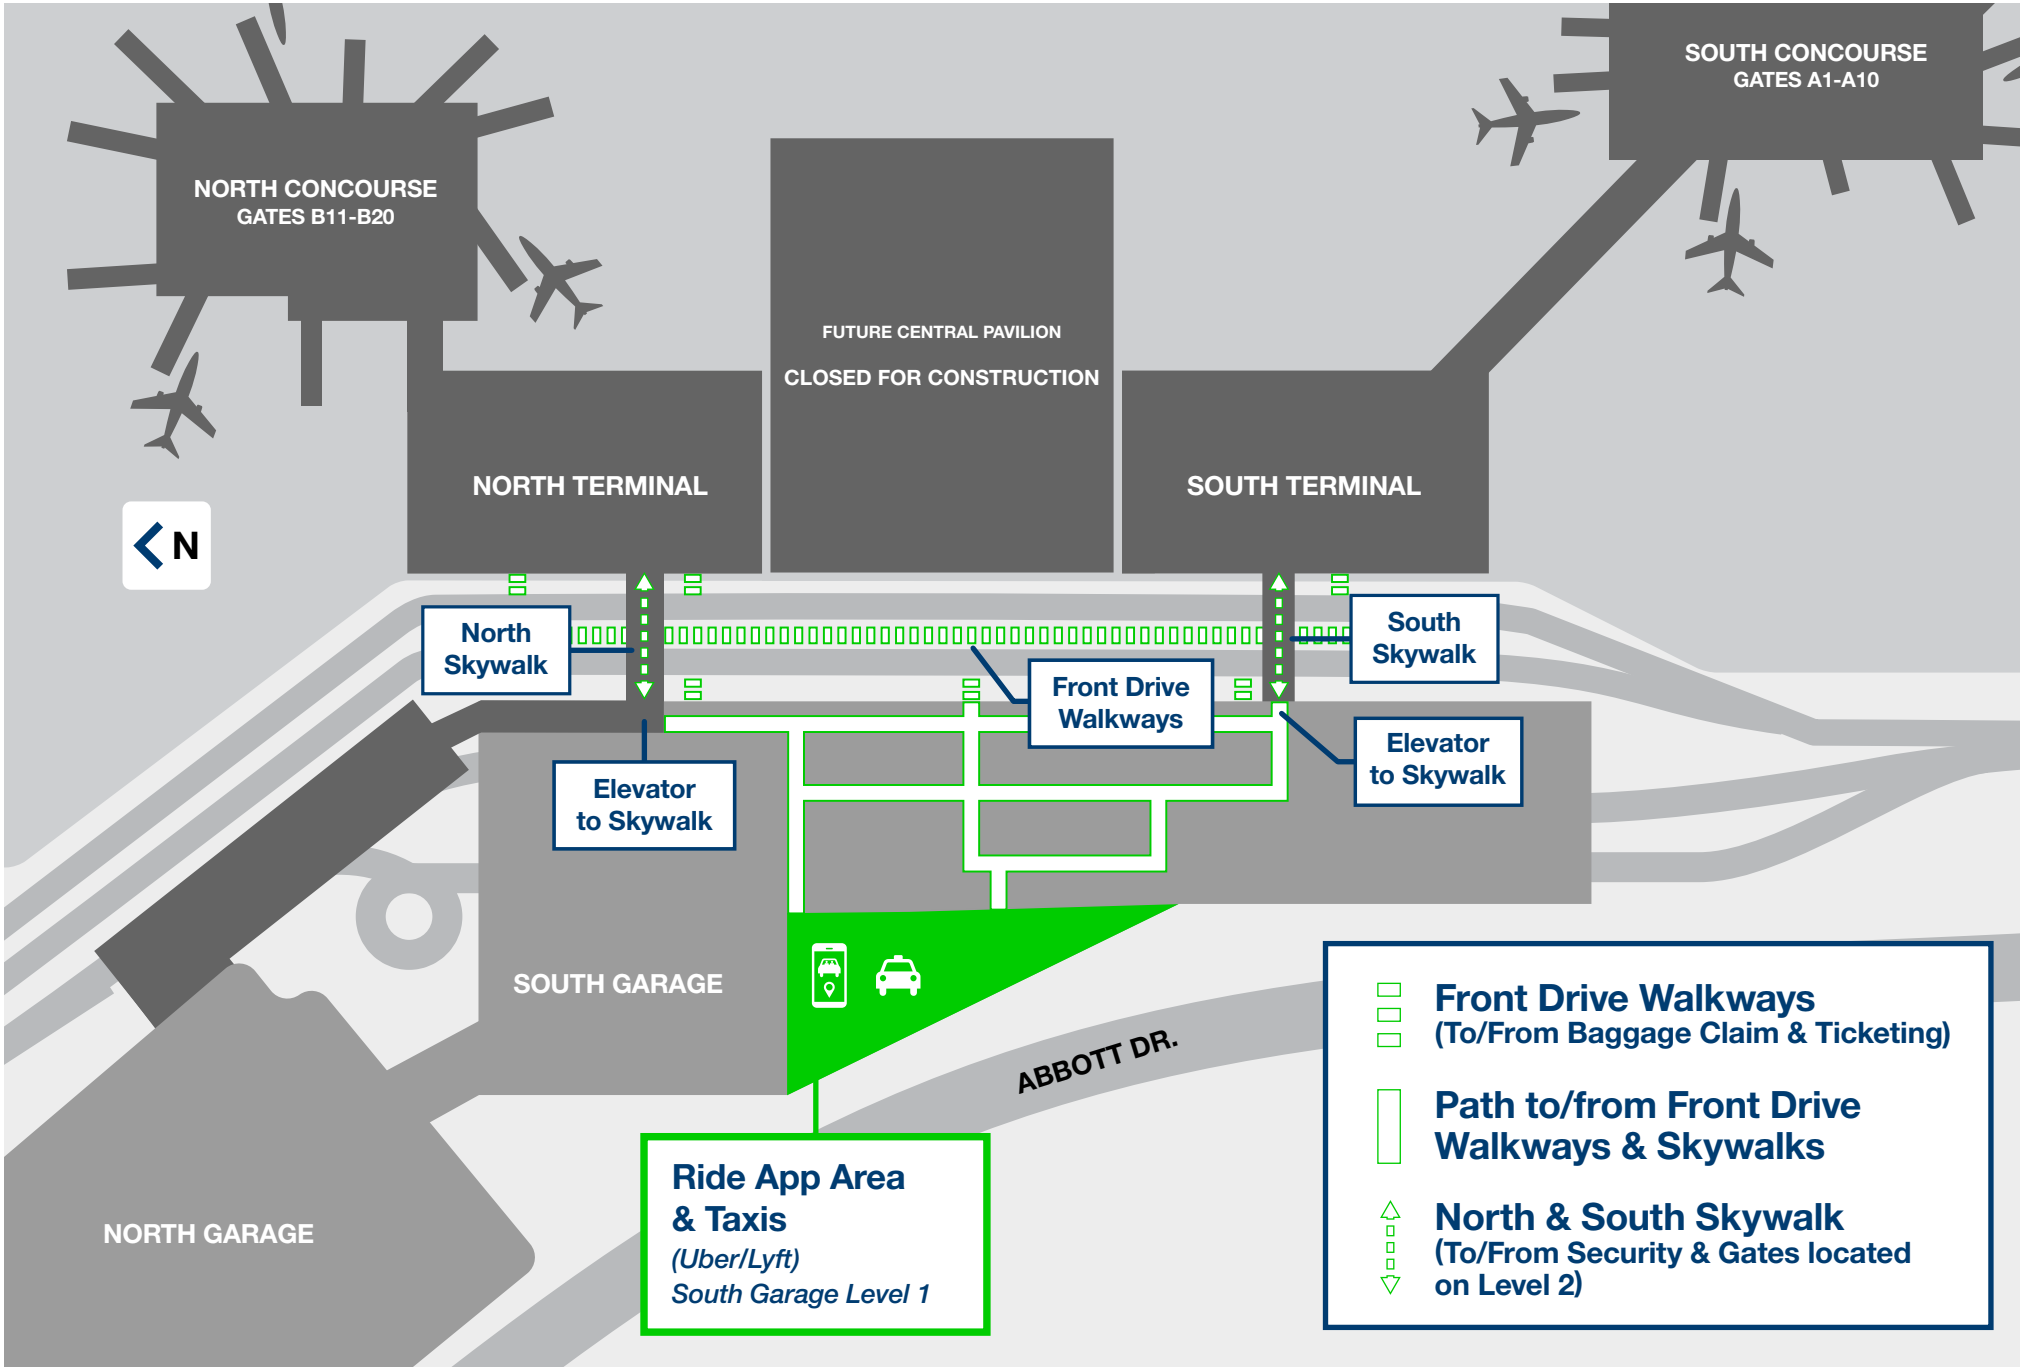 SOUTH CONCOURSE
GATES A1-A10
NORTH CONCOURSE
GATES B11-B20
FUTURE CENTRAL PAVILION
CLOSED FOR CONSTRUCTION
NORTH TERMINAL
SOUTH TERMINAL
N
North
Skywalk
South
Skywalk
Front Drive
Walkways
Elevator
to Skywalk
Elevator
to Skywalk
SOUTH GARAGE
ABBOTT DR.
NORTH GARAGE
Ride App Area
& Taxis
(Uber/Lyft)
South Garage Level 1
Front Drive Walkways
(To/From Baggage Claim & Ticketing)
Path to/from Front Drive
Walkways & Skywalks
North & South Skywalk
(To/From Security & Gates located
on Level 2)